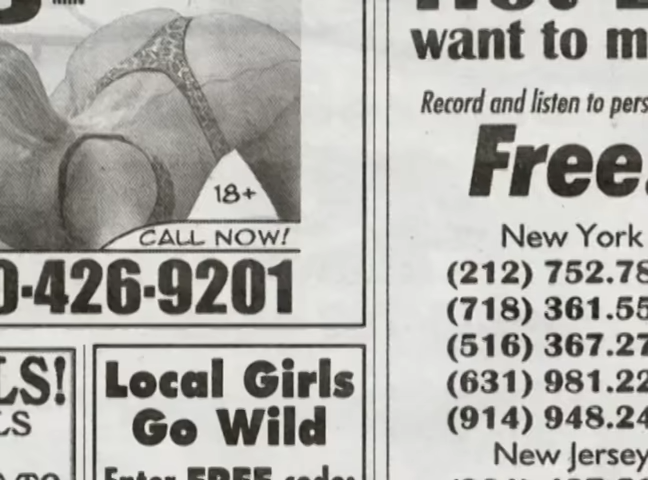 18+
CALL NOW!
0-426-9201
LS!
LS
Local Girls
Go Wild
want to m
Record and listen to pers
Free.
New York
(212) 752.78
(718) 361.55
(516) 367.27
(631) 981.22
(914) 948.24
New Jersey